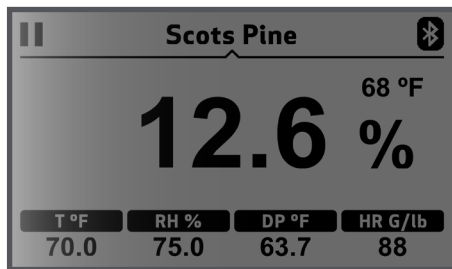 Scots Pine
68 ºF
12.6 %
T ºF RH % DP ºF HR G/lb
70.0 75.0 63.7 88